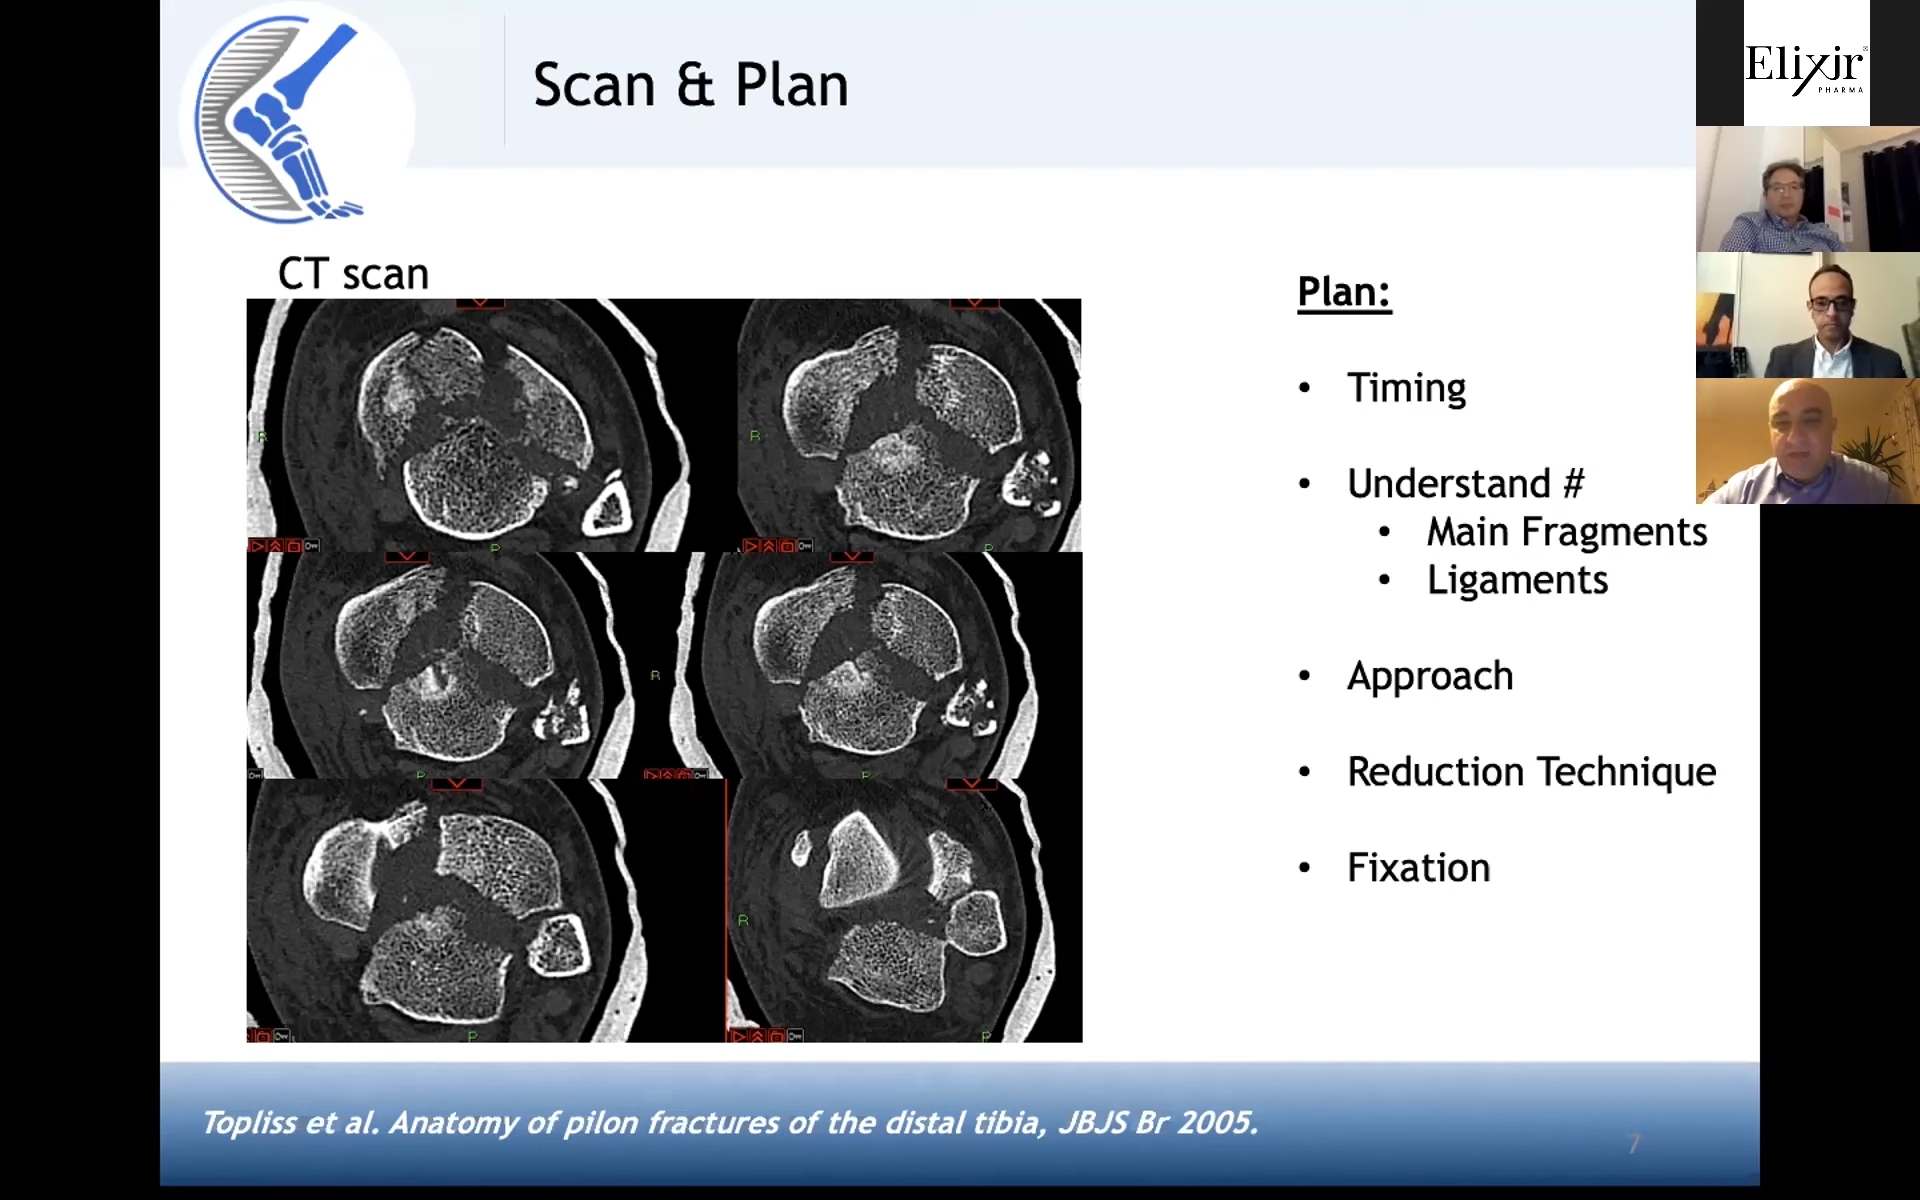 Scan & Plan
Elixir
PHARMA
CT scan
Plan:
• Timing
• Understand #
• Main Fragments
• Ligaments
• Approach
• Reduction Technique
• Fixation
R
R
P
P
R
P
P
R
P
P
Topliss et al. Anatomy of pilon fractures of the distal tibia, JBJS Br 2005.
7